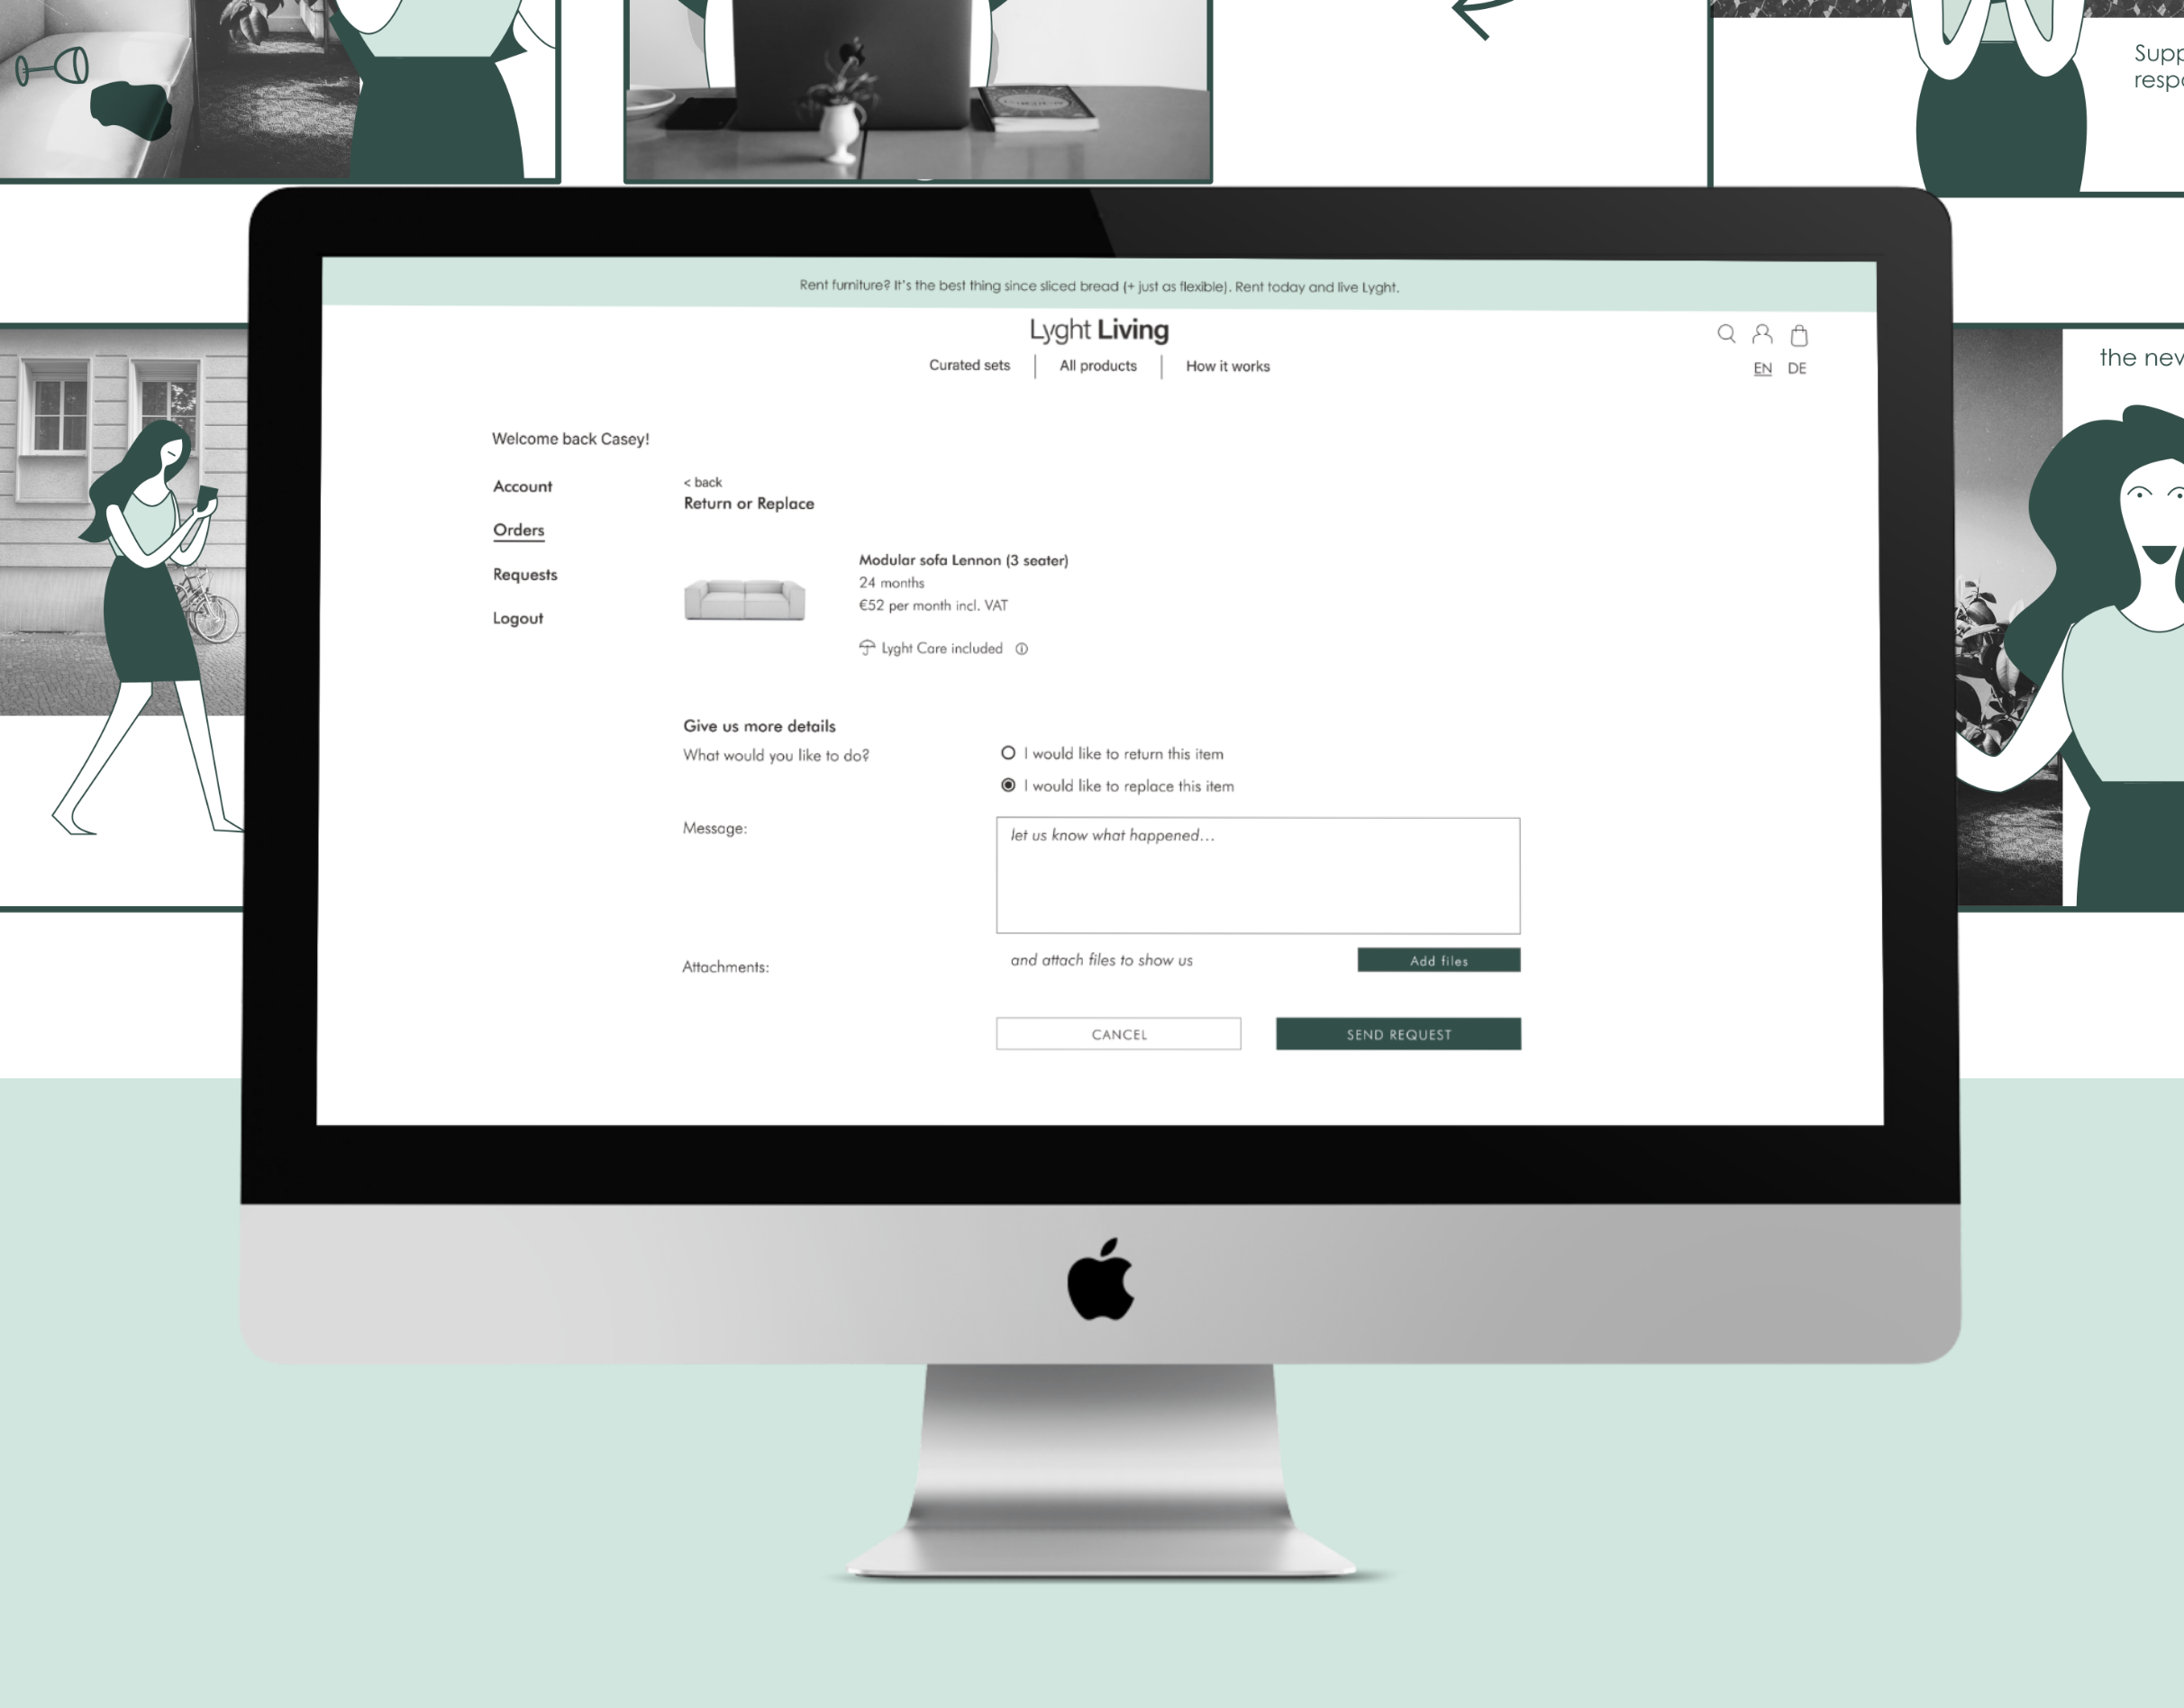 Supp
respo
Rent furniture? It's the best thing since sliced bread (+ just as flexible). Rent today and live Lyght.
Lyght Living
Curated sets | All products | How it works
EN DE
the nev
Welcome back Casey!
Account
Orders
Requests
Logout
< back
Return or Replace
Modular sofa Lennon (3 seater)
24 months
€52 per month incl. VAT
Lyght Care included
Give us more details
What would you like to do?
I would like to return this item
I would like to replace this item
Message:
let us know what happened...
Attachments:
and attach files to show us
Add files
CANCEL
SEND REQUEST